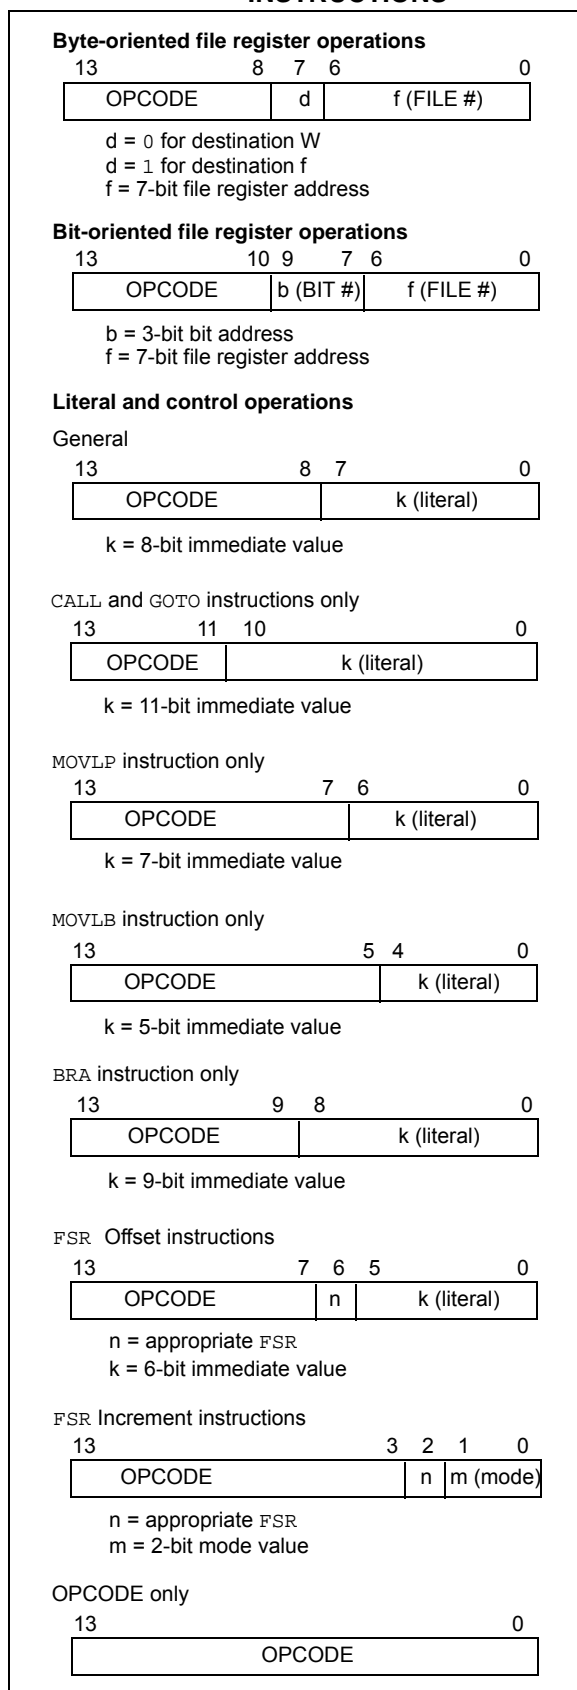 Byte-oriented file register operations
13 8 7 6 0
OPCODE d f (FILE #)
d = 0 for destination W
d = 1 for destination f
f = 7-bit file register address
Bit-oriented file register operations
13 10 9 7 6 0
OPCODE b (BIT #) f (FILE #)
b = 3-bit bit address
f = 7-bit file register address
Literal and control operations
General
13 8 7 0
OPCODE k (literal)
k = 8-bit immediate value
CALL and GOTO instructions only
13 11 10 0
OPCODE k (literal)
k = 11-bit immediate value
MOVLP instruction only
13 7 6 0
OPCODE k (literal)
k = 7-bit immediate value
MOVLB instruction only
13 5 4 0
OPCODE k (literal)
k = 5-bit immediate value
BRA instruction only
13 9 8 0
OPCODE k (literal)
k = 9-bit immediate value
FSR Offset instructions
13 7 6 5 0
OPCODE n k (literal)
n = appropriate FSR
k = 6-bit immediate value
FSR Increment instructions
13 3 2 1 0
OPCODE n m (mode)
n = appropriate FSR
m = 2-bit mode value
OPCODE only
13 0
OPCODE